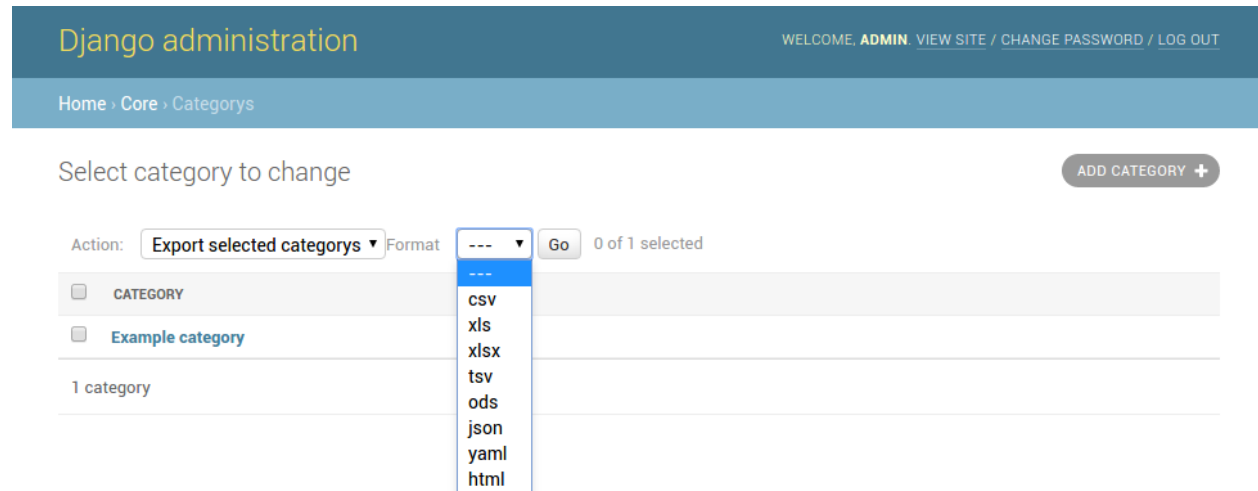 Django administration
WELCOME, ADMIN. VIEW SITE / CHANGE PASSWORD / LOG OUT
Home › Core › Categorys
Select category to change
ADD CATEGORY +
Action: Export selected categorys Format --- Go 0 of 1 selected
---
CATEGORY
csv
xls
Example category
xlsx
tsv
1 category
ods
json
yaml
html